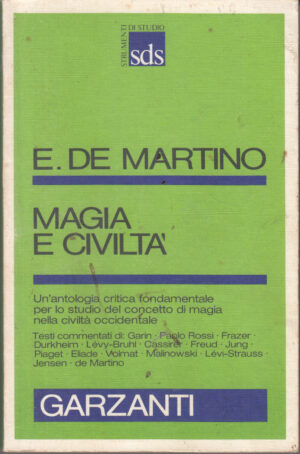 STRUMENTI DI STUDIO
sds
E. DE MARTINO
MAGIA
E CIVILTA'
Un'antologia critica fondamentale
per lo studio del concetto di magia
nella civiltà occidentale
Testi commentati di: Garin · Paolo Rossi · Frazer
Durkheim · Lévy-Bruhl · Cassirer · Freud · Jung ·
Piaget · Eliade · Volmat · Malinowski · Lévi-Strauss
Jensen · de Martino
GARZANTI